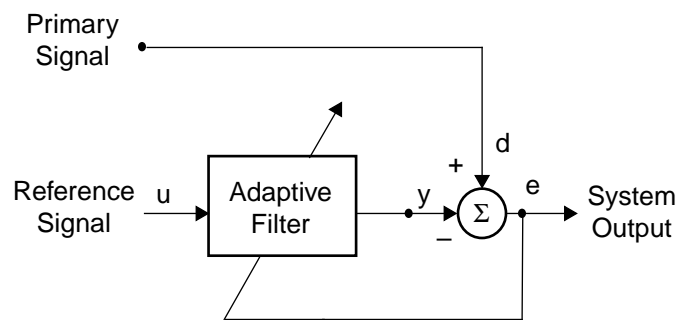 Primary
Signal
d
+
Reference
Signal
u
Adaptive
Filter
y
Σ
e
System
Output
−